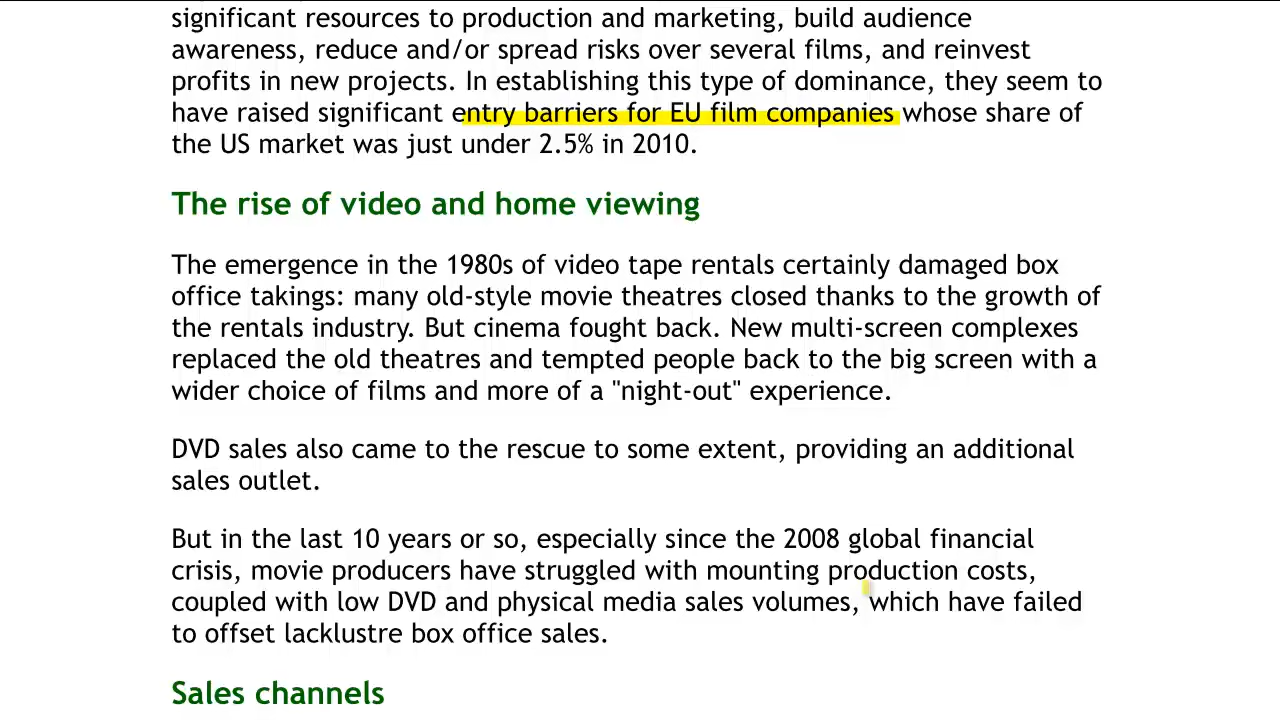 significant resources to production and marketing, build audience
awareness, reduce and/or spread risks over several films, and reinvest
profits in new projects. In establishing this type of dominance, they seem to
have raised significant entry barriers for EU film companies whose share of
the US market was just under 2.5% in 2010.
The rise of video and home viewing
The emergence in the 1980s of video tape rentals certainly damaged box
office takings: many old-style movie theatres closed thanks to the growth of
the rentals industry. But cinema fought back. New multi-screen complexes
replaced the old theatres and tempted people back to the big screen with a
wider choice of films and more of a "night-out" experience.
DVD sales also came to the rescue to some extent, providing an additional
sales outlet.
But in the last 10 years or so, especially since the 2008 global financial
crisis, movie producers have struggled with mounting production costs,
coupled with low DVD and physical media sales volumes, which have failed
to offset lacklustre box office sales.
Sales channels